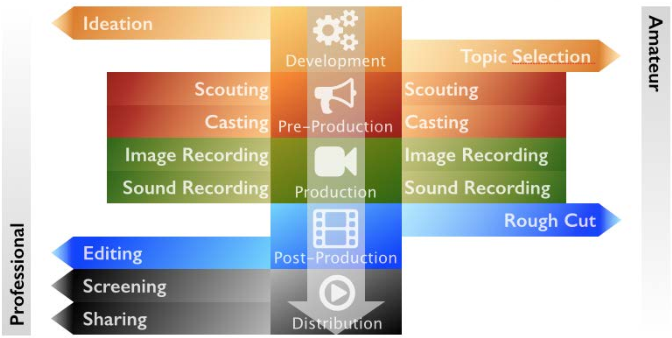 Ideation
Development
Topic Selection
Scouting
Scouting
Casting
Pre-Production
Casting
Image Recording
Image Recording
Sound Recording
Production
Sound Recording
Rough Cut
Editing
Post-Production
Screening
Sharing
Distribution
Professional
Amateur